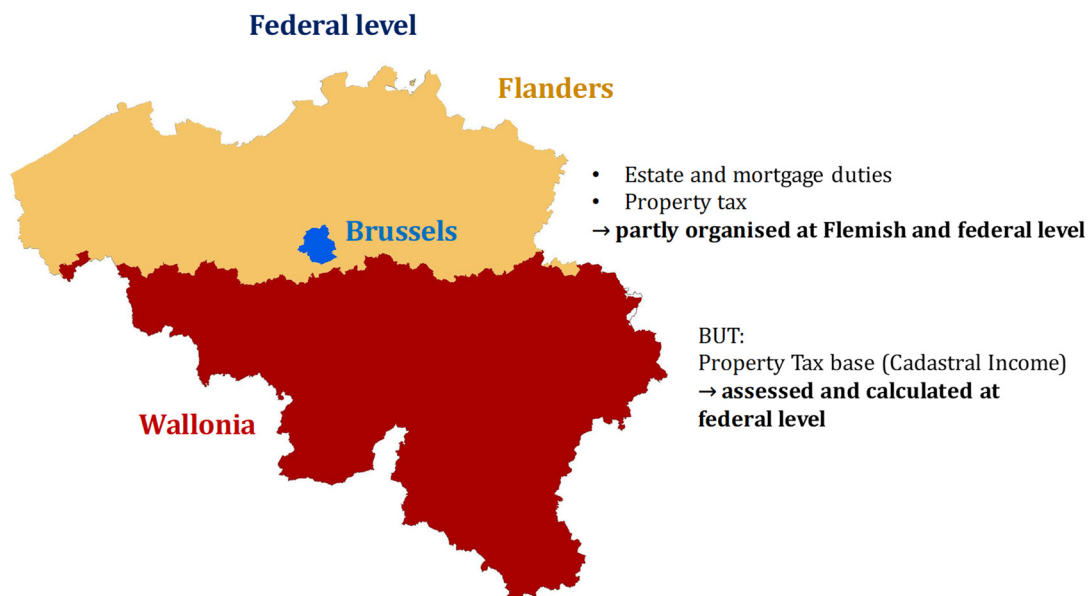 Federal level
Flanders
• Estate and mortgage duties
• Property tax
→ partly organised at Flemish and federal level
Brussels
BUT:
Property Tax base (Cadastral Income)
→ assessed and calculated at
federal level
Wallonia